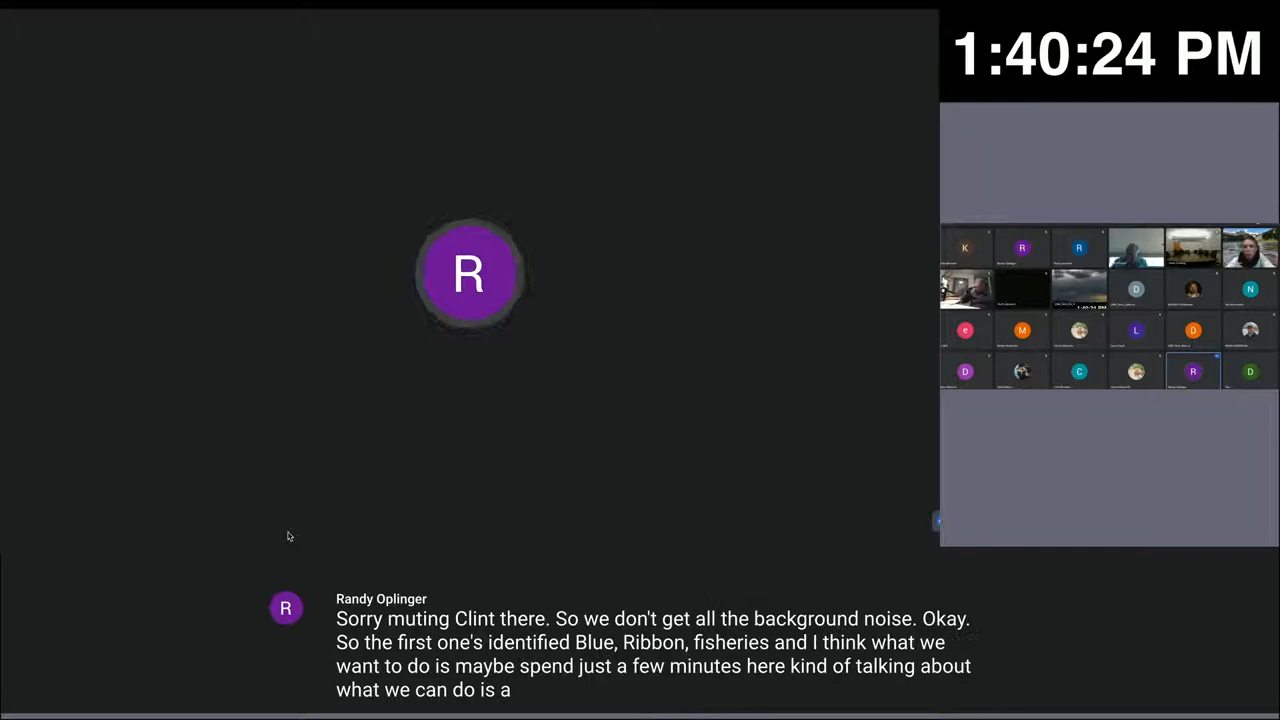 1:40:24 PM
R
K
R
R
D
N
e
M
L
D
D
C
R
D
R
Randy Oplinger
Sorry muting Clint there. So we don't get all the background noise. Okay.
So the first one's identified Blue, Ribbon, fisheries and I think what we
want to do is maybe spend just a few minutes here kind of talking about
what we can do is a